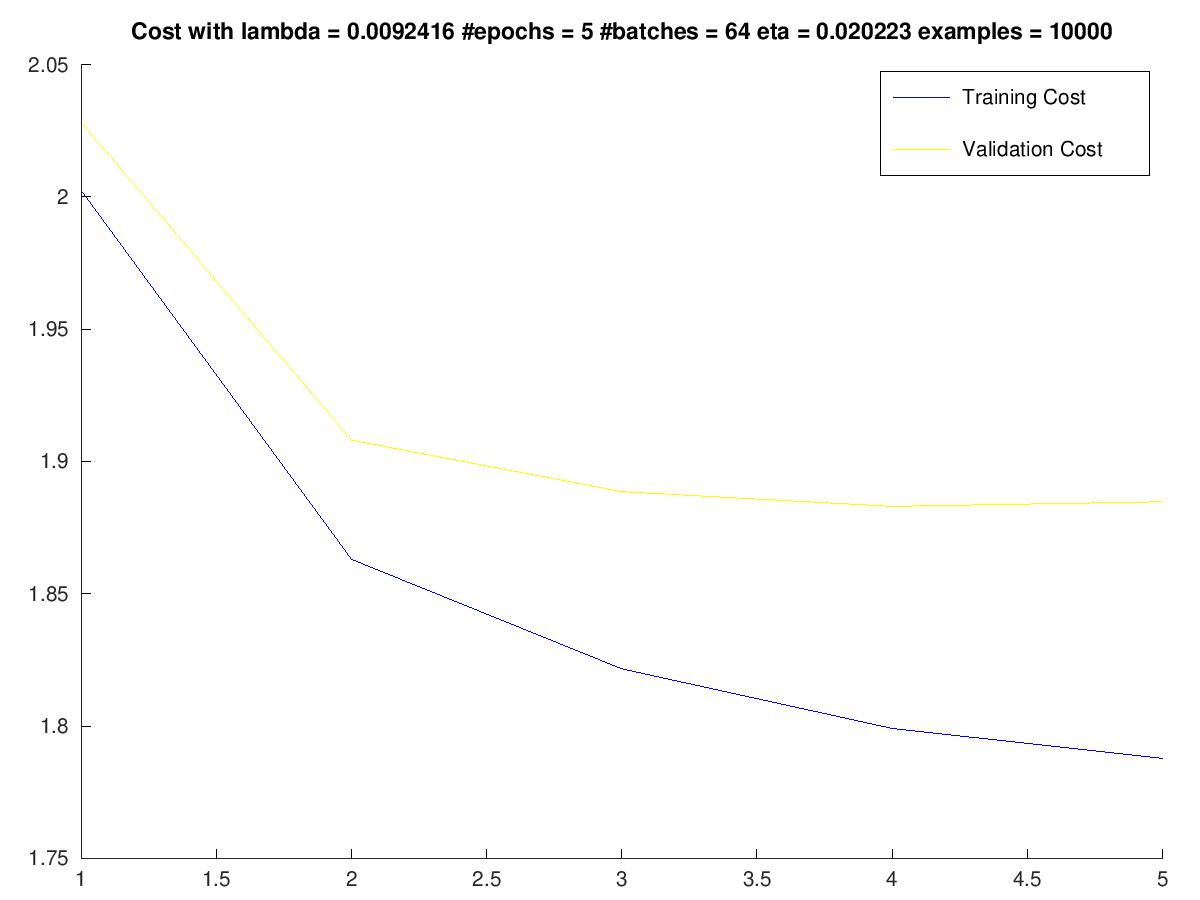 Cost with lambda = 0.0092416 #epochs = 5 #batches = 64 eta = 0.020223 examples = 10000
2.05
Training Cost
Validation Cost
2
1.95
1.9
1.85
1.8
1.75
1 1.5 2 2.5 3 3.5 4 4.5 5